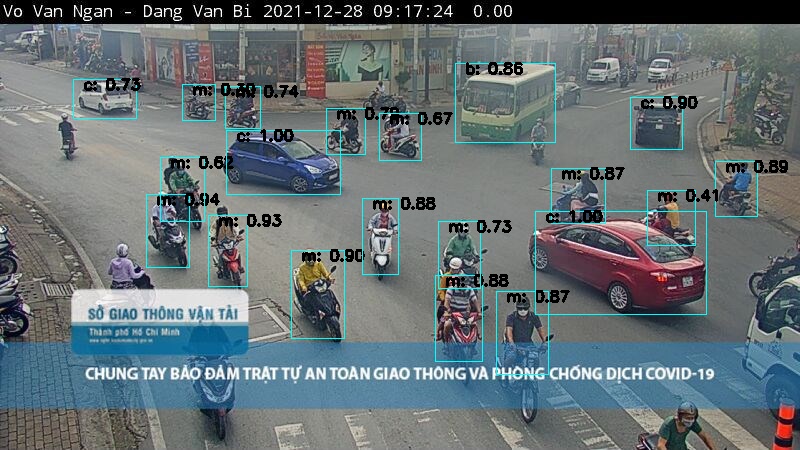 Vo Van Ngan - Dang Van Bi 2021-12-28 09:17:24 0.00
b: 0.86
c: 0.73
m: 0.30
m: 0.74
c: 0.90
m: 0.79
m: 0.67
c: 1.00
m: 0.62
m: 0.87
m: 0.89
m: 0.94
m: 0.88
m: 0.41
m: 0.93
c: 1.00
m: 0.73
m: 0.90
m: 0.88
m: 0.87
SỞ GIAO THÔNG VẬN TẢI
Thành phố Hồ Chí Minh
CHUNG TAY BẢO ĐẢM TRẬT TỰ AN TOÀN GIAO THÔNG VÀ PHÒNG CHỐNG DỊCH COVID-19